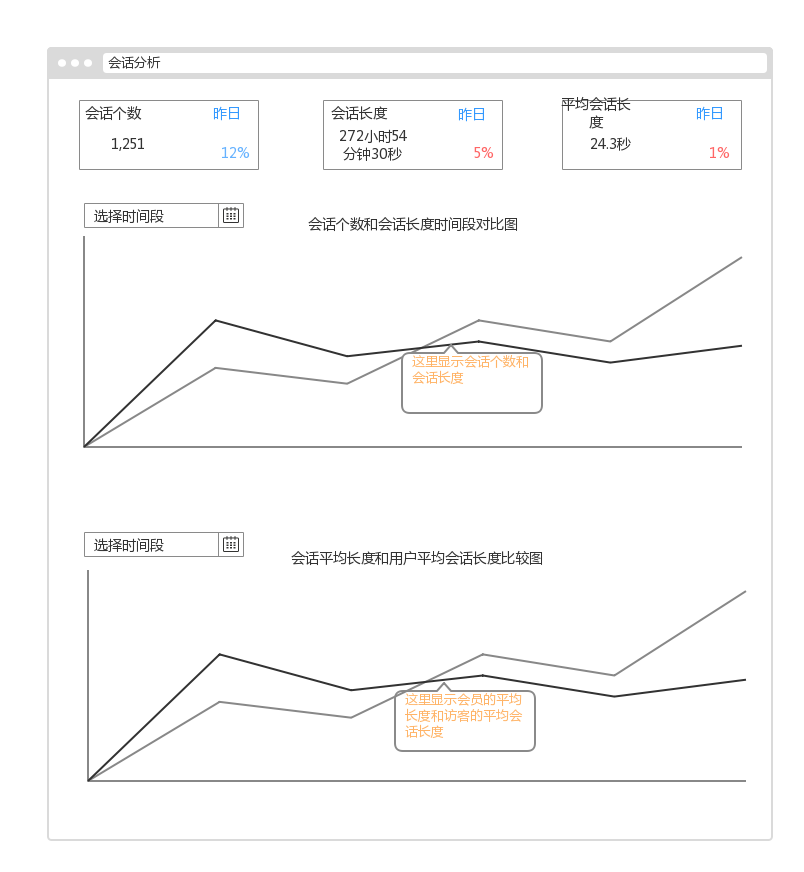 会话分析
会话个数
昨日
1,251
12%
会话长度
昨日
272小时54
分钟30秒
5%
平均会话长
度
昨日
24.3秒
1%
选择时间段
会话个数和会话长度时间段对比图
这里显示会话个数和
会话长度
选择时间段
会话平均长度和用户平均会话长度比较图
这里显示会员的平均
长度和访客的平均会
话长度